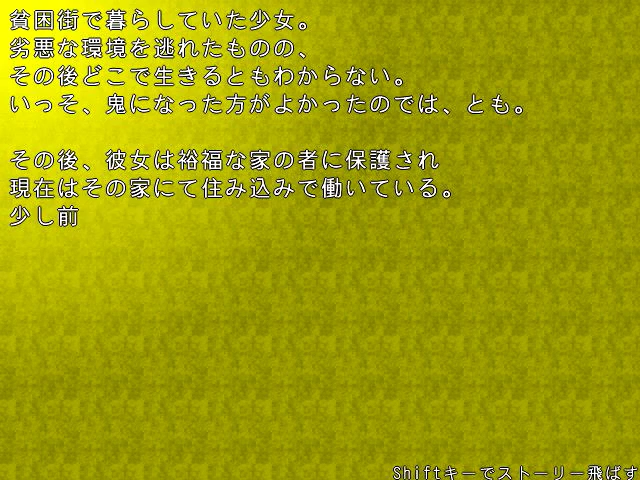 貧困街で暮らしていた少女。
劣悪な環境を逃れたものの、
その後どこで生きるともわからない。
いっそ、鬼になった方がよかったのでは、とも。
その後、彼女は裕福な家の者に保護され
現在はその家にて住み込みで働いている。
少し前
Shiftキーでストーリー飛ばす